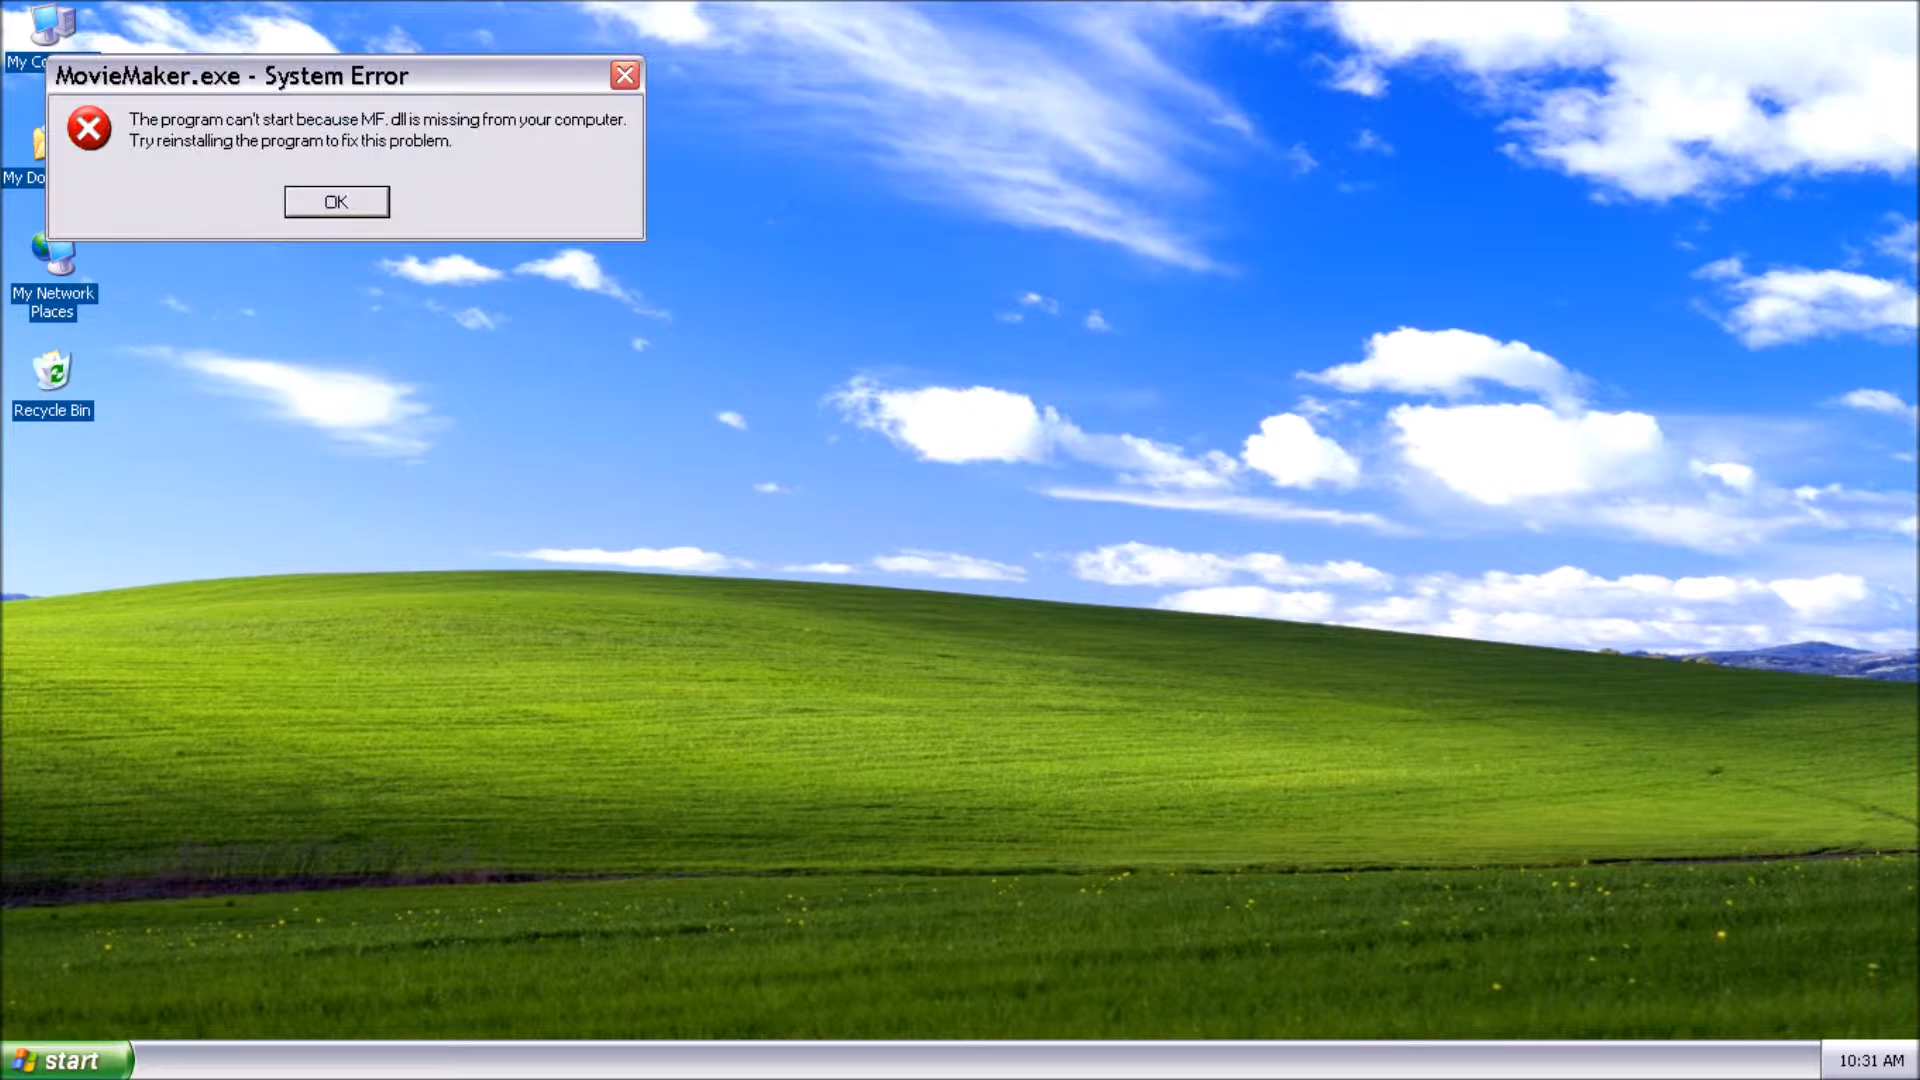 MovieMaker.exe - System Error
The program can't start because MF.dll is missing from your computer.
Try reinstalling the program to fix this problem.
OK
My Co
My Do
My Network
Places
Recycle Bin
start
10:31 AM